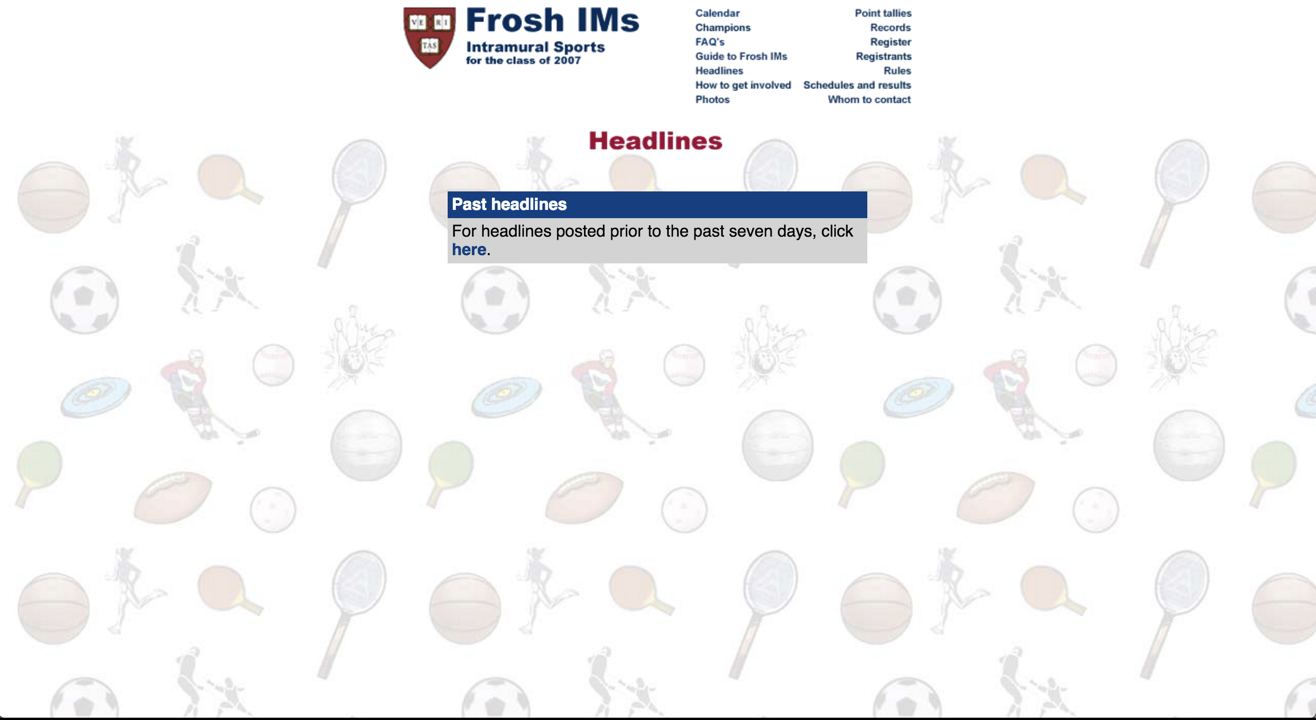 VE RI
TAS
Frosh IMs
Intramural Sports
for the class of 2007
Calendar
Champions
FAQ's
Guide to Frosh IMs
Headlines
How to get involved
Photos
Point tallies
Records
Register
Registrants
Rules
Schedules and results
Whom to contact
Headlines
Past headlines
For headlines posted prior to the past seven days, click
here.